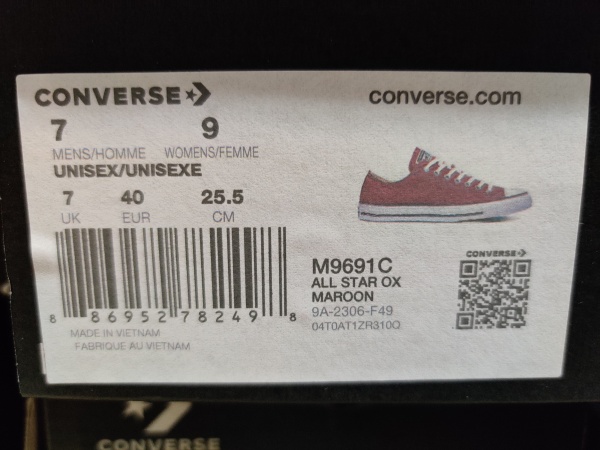 CONVERSE
converse.com
7 9
MENS/HOMME WOMENS/FEMME
UNISEX/UNISEXE
7 40 25.5
UK EUR CM
8 86952 78249 8
MADE IN VIETNAM
FABRIQUE AU VIETNAM
CONVERSE
M9691C
ALL STAR OX
MAROON
9A-2306-F49
04T0AT1ZR310Q
CONVERSE